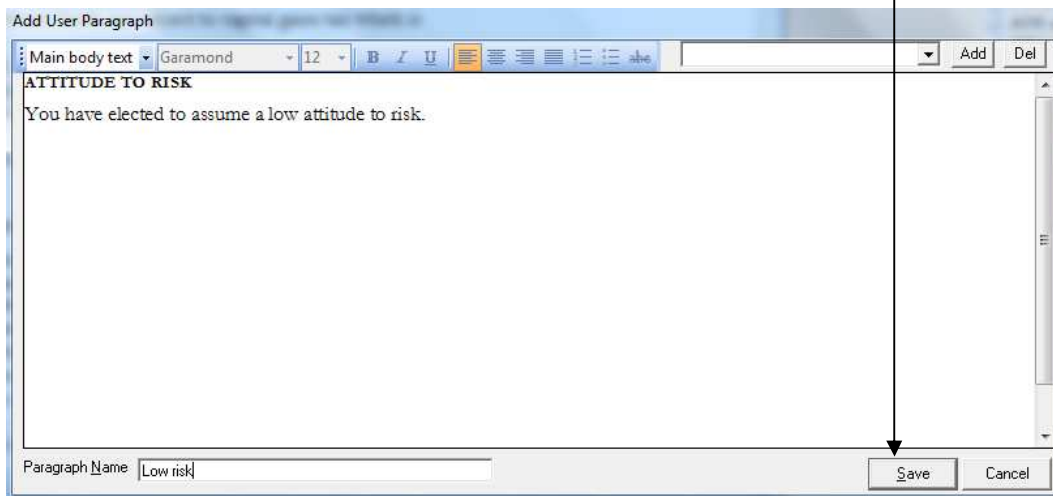 Add User Paragraph
Main body text Garamond 12 B I U abc Add Del
ATTITUDE TO RISK
You have elected to assume a low attitude to risk.
Paragraph Name Low risk Save Cancel